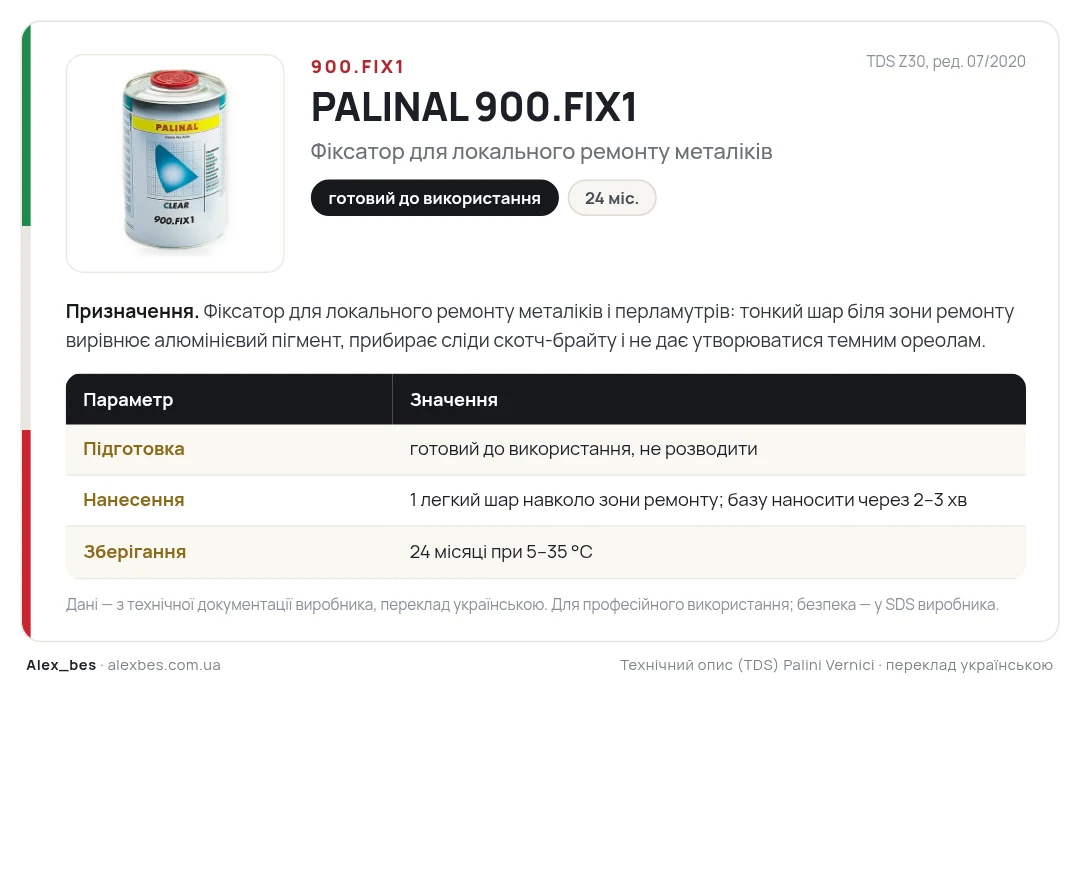 TDS Z30, ред. 07/2020
PALINAL
CLEAR
900.FIX1
900.FIX1
PALINAL 900.FIX1
Фіксатор для локального ремонту металіків
готовий до використання
24 міс.
Призначення. Фіксатор для локального ремонту металіків і перламутрів: тонкий шар біля зони ремонту
вирівнює алюмінієвий пігмент, прибирає сліди скотч-брайту і не дає утворюватися темним ореолам.
Параметр Значення
Підготовка готовий до використання, не розводити
Нанесення 1 легкий шар навколо зони ремонту; базу наносити через 2–3 хв
Зберігання 24 місяці при 5–35 °C
Дані — з технічної документації виробника, переклад українською. Для професійного використання; безпека — у SDS виробника.
Alex_bes · alexbes.com.ua
Технічний опис (TDS) Palini Vernici · переклад українською